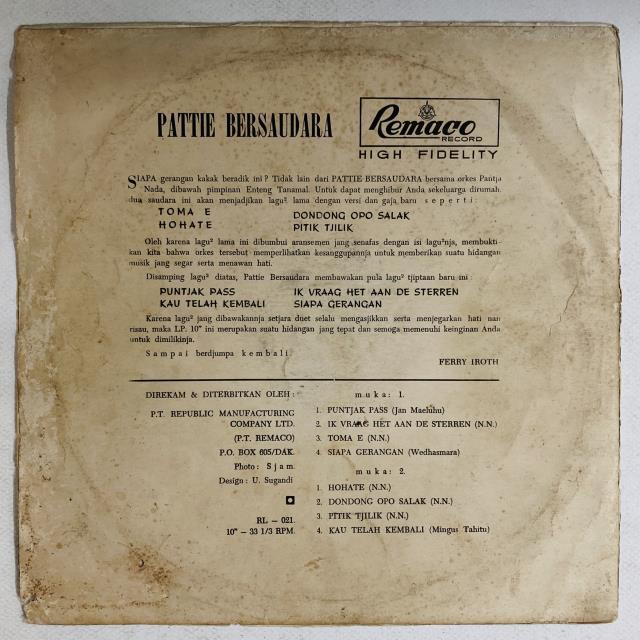 PATTIE BERSAUDARA
Remaco
RECORD
HIGH FIDELITY
SIAPA gerangan kakak beradik ini? Tidak lain dari PATTIE BERSAUDARA bersama orkes Pantja
Nada, dibawah pimpinan Enteng Tanamal. Untuk dapat menghibur Anda sekeluarga dirumah,
dua saudara ini akan menjadjikan lagu² lama dengan versi dan gaja baru seperti:
TOMA E DONDONG OPO SALAK
HOHATE PITIK TJILIK
Oleh karena lagu² lama ini dibumbui aransemen jang senafas dengan isi lagu²nja, membukti-
kan kita bahwa orkes tersebut memperlihatkan kesanggupannja untuk memberikan suatu hidangan
musik jang segar serta menawan hati.
Disamping lagu² diatas, Pattie Bersaudara membawakan pula lagu² tjiptaan baru ini:
PUNTJAK PASS IK VRAAG HET AAN DE STERREN
KAU TELAH KEMBALI SIAPA GERANGAN
Karena lagu² jang dibawakannja setjara duet selalu mengasjikkan serta menjegarkan hati nan
risau, maka LP. 10" ini merupakan suatu hidangan jang tepat dan semoga memenuhi keinginan Anda
untuk dimilikinja.
Sampai berdjumpa kembali.
FERRY IROTH
DIREKAM & DITERBITKAN OLEH:
P.T. REPUBLIC MANUFACTURING
COMPANY LTD.
(P.T. REMACO)
P.O. BOX 605/DAK.
Photo: Sjam.
Design: U. Sugandi
RL - 021.
10" - 33 1/3 RPM.
muka: 1.
1. PUNTJAK PASS (Jan Maeluhu)
2. IK VRAAG HET AAN DE STERREN (N.N.)
3. TOMA E (N.N.)
4. SIAPA GERANGAN (Wedhasmara)
muka: 2.
1. HOHATE (N.N.)
2. DONDONG OPO SALAK (N.N.)
3. PITIK TJILIK (N.N.)
4. KAU TELAH KEMBALI (Mingus Tahitu)